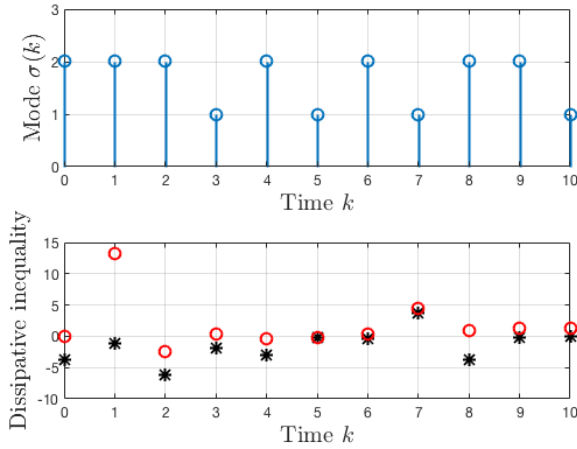 3
2
1
0
Mode σ(k)
0 1 2 3 4 5 6 7 8 9 10
Time k
15
10
5
0
-5
-10
Dissipative inequality
0 1 2 3 4 5 6 7 8 9 10
Time k